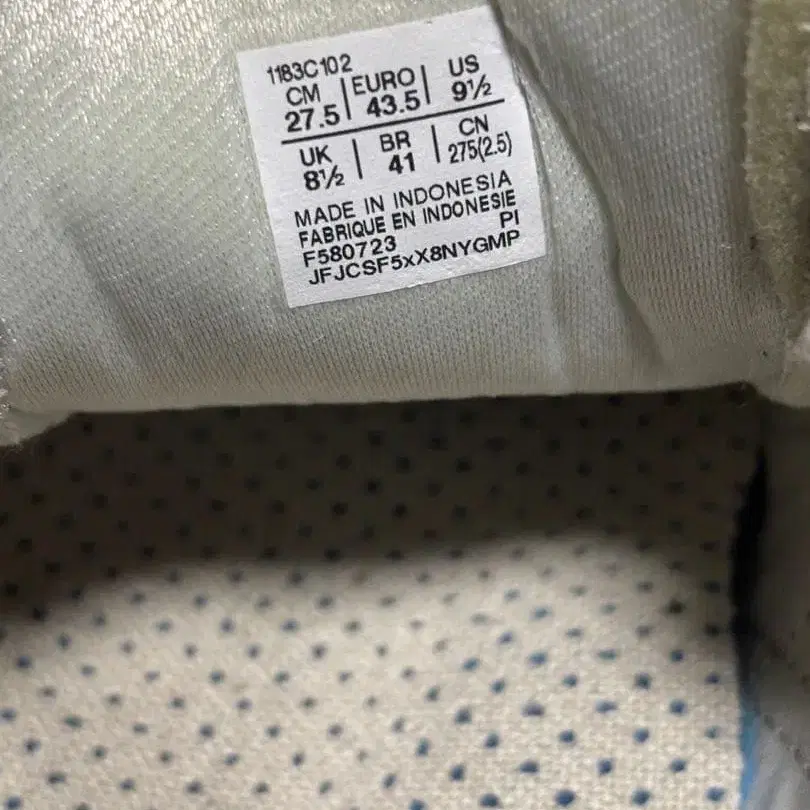 1183C102
CM 27.5 | EURO 43.5 | US 9½
UK 8½ | BR 41 | CN 275(2.5)
MADE IN INDONESIA
FABRIQUE EN INDONESIE
F580723 PI
JFJCSF5xX8NYGMP